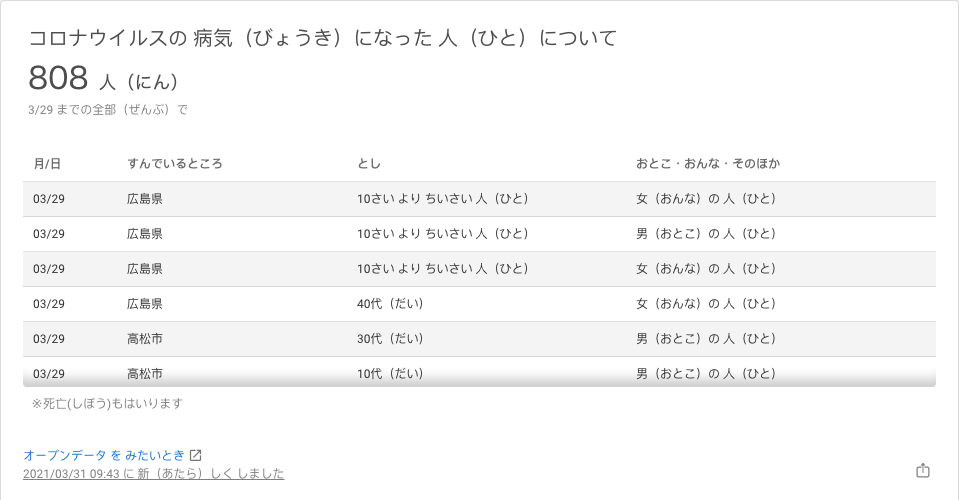 コロナウイルスの 病気（びょうき）になった 人（ひと）について
808 人（にん）
3/29 までの全部（ぜんぶ）で
月/日 すんでいるところ とし おとこ・おんな・そのほか
03/29 広島県 10さい より ちいさい 人（ひと） 女（おんな）の 人（ひと）
03/29 広島県 10さい より ちいさい 人（ひと） 男（おとこ）の 人（ひと）
03/29 広島県 10さい より ちいさい 人（ひと） 女（おんな）の 人（ひと）
03/29 広島県 40代（だい） 女（おんな）の 人（ひと）
03/29 高松市 30代（だい） 男（おとこ）の 人（ひと）
03/29 高松市 10代（だい） 男（おとこ）の 人（ひと）
※死亡(しぼう)もはいります
オープンデータ を みたいとき
2021/03/31 09:43 に 新（あたら）しく しました